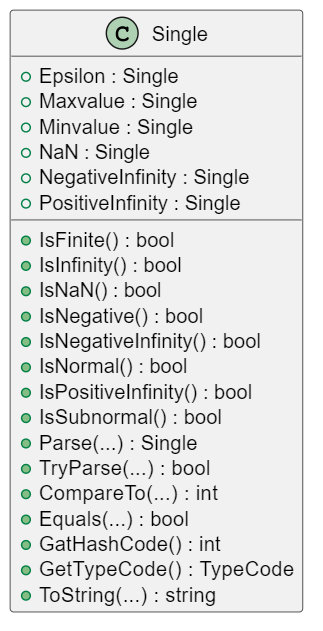 C Single
Epsilon : Single
Maxvalue : Single
Minvalue : Single
NaN : Single
NegativeInfinity : Single
PositiveInfinity : Single
IsFinite() : bool
IsInfinity() : bool
IsNaN() : bool
IsNegative() : bool
IsNegativeInfinity() : bool
IsNormal() : bool
IsPositiveInfinity() : bool
IsSubnormal() : bool
Parse(...) : Single
TryParse(...) : bool
CompareTo(...) : int
Equals(...) : bool
GatHashCode() : int
GetTypeCode() : TypeCode
ToString(...) : string